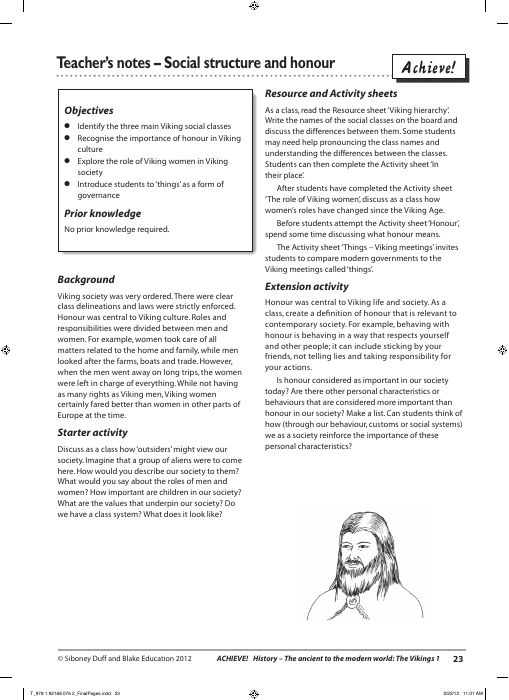 Teacher's notes – Social structure and honour
Achieve!
Objectives
● Identify the three main Viking social classes
● Recognise the importance of honour in Viking
culture
● Explore the role of Viking women in Viking
society
● Introduce students to 'things' as a form of
governance
Prior knowledge
No prior knowledge required.
Background
Viking society was very ordered. There were clear
class delineations and laws were strictly enforced.
Honour was central to Viking culture. Roles and
responsibilities were divided between men and
women. For example, women took care of all
matters related to the home and family, while men
looked after the farms, boats and trade. However,
when the men went away on long trips, the women
were left in charge of everything. While not having
as many rights as Viking men, Viking women
certainly fared better than women in other parts of
Europe at the time.
Starter activity
Discuss as a class how 'outsiders' might view our
society. Imagine that a group of aliens were to come
here. How would you describe our society to them?
What would you say about the roles of men and
women? How important are children in our society?
What are the values that underpin our society? Do
we have a class system? What does it look like?
Resource and Activity sheets
As a class, read the Resource sheet 'Viking hierarchy'.
Write the names of the social classes on the board and
discuss the differences between them. Some students
may need help pronouncing the class names and
understanding the differences between the classes.
Students can then complete the Activity sheet 'In
their place'.
After students have completed the Activity sheet
'The role of Viking women', discuss as a class how
women's roles have changed since the Viking Age.
Before students attempt the Activity sheet 'Honour',
spend some time discussing what honour means.
The Activity sheet 'Things – Viking meetings' invites
students to compare modern governments to the
Viking meetings called 'things'.
Extension activity
Honour was central to Viking life and society. As a
class, create a definition of honour that is relevant to
contemporary society. For example, behaving with
honour is behaving in a way that respects yourself
and other people; it can include sticking by your
friends, not telling lies and taking responsibility for
your actions.
Is honour considered as important in our society
today? Are there other personal characteristics or
behaviours that are considered more important than
honour in our society? Make a list. Can students think of
how (through our behaviour, customs or social systems)
we as a society reinforce the importance of these
personal characteristics?
© Siboney Duff and Blake Education 2012
ACHIEVE! History – The ancient to the modern world: The Vikings 1 23
T_978 1 92168 076 2_FinalPages.indd 23
2/22/12 11:01 AM